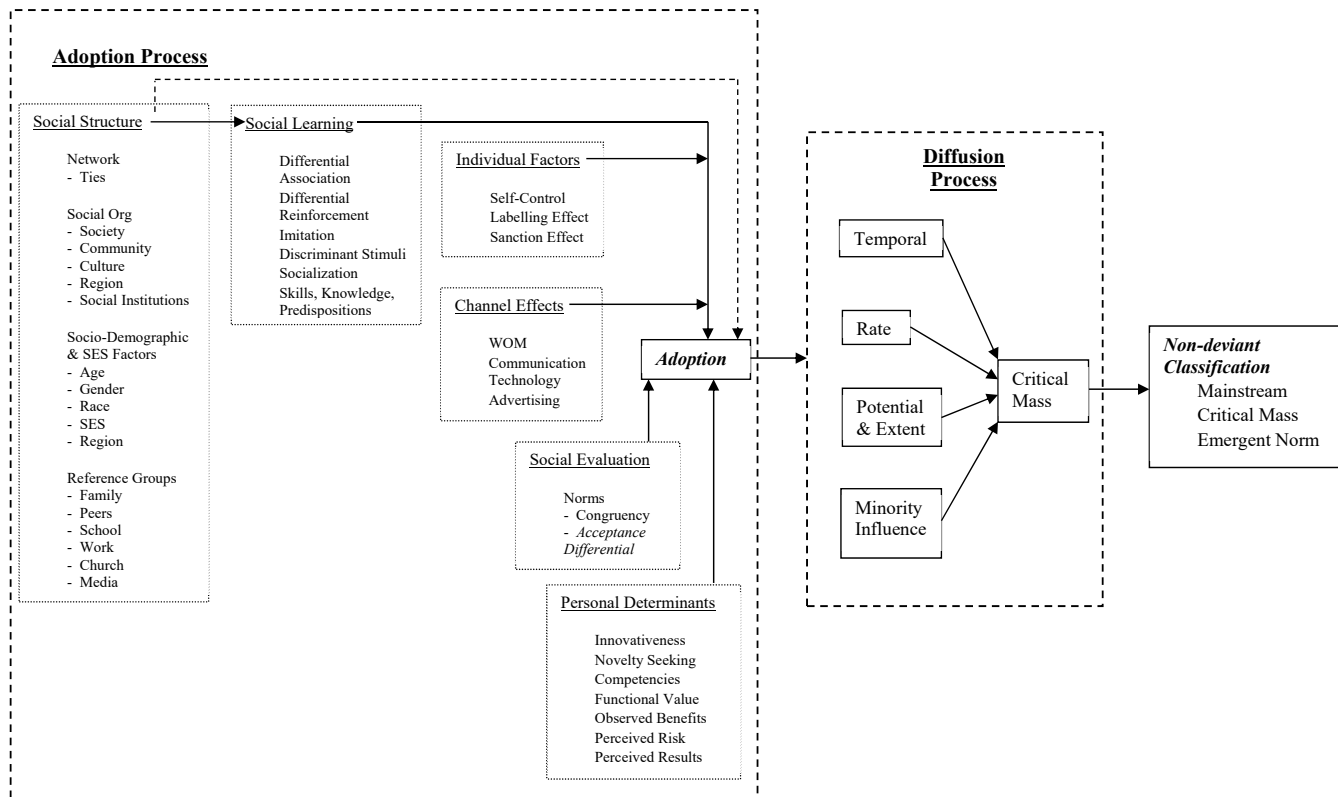 Adoption Process
Social Structure
Network
- Ties
Social Org
- Society
- Community
- Culture
- Region
- Social Institutions
Socio-Demographic
& SES Factors
- Age
- Gender
- Race
- SES
- Region
Reference Groups
- Family
- Peers
- School
- Work
- Church
- Media
Social Learning
Differential
Association
Differential
Reinforcement
Imitation
Discriminant Stimuli
Socialization
Skills, Knowledge,
Predispositions
Individual Factors
Self-Control
Labelling Effect
Sanction Effect
Channel Effects
WOM
Communication
Technology
Advertising
Social Evaluation
Norms
- Congruency
- Acceptance
Differential
Personal Determinants
Innovativeness
Novelty Seeking
Competencies
Functional Value
Observed Benefits
Perceived Risk
Perceived Results
Adoption
Diffusion
Process
Temporal
Rate
Potential
& Extent
Minority
Influence
Critical
Mass
Non-deviant
Classification
Mainstream
Critical Mass
Emergent Norm